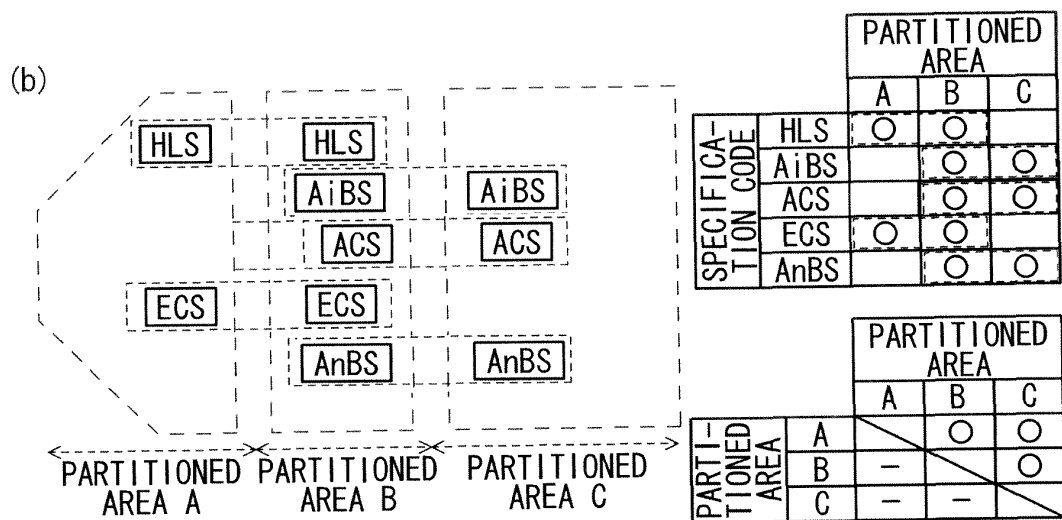 (b)
HLS HLS
AiBS AiBS
ACS ACS
ECS ECS
AnBS AnBS
PARTITIONED AREA A
PARTITIONED AREA B
PARTITIONED AREA C
PARTITIONED
AREA
A B C
SPECIFICA-
TION CODE
HLS ○ ○
AiBS ○ ○
ACS ○ ○
ECS ○ ○
AnBS ○ ○
PARTITIONED
AREA
A B C
PARTI-
TIONED
AREA
A ○ ○
B - ○
C - -